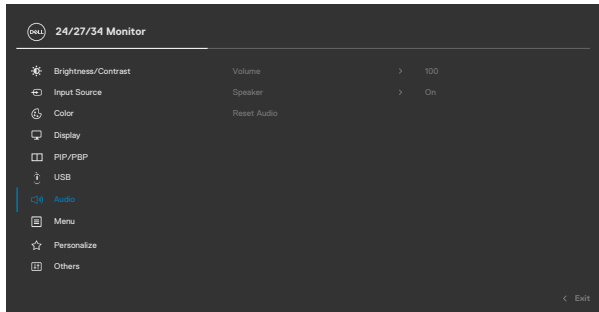 DELL 24/27/34 Monitor
Brightness/Contrast Volume > 100
Input Source Speaker > On
Color Reset Audio
Display
PIP/PBP
USB
Audio
Menu
Personalize
Others
< Exit